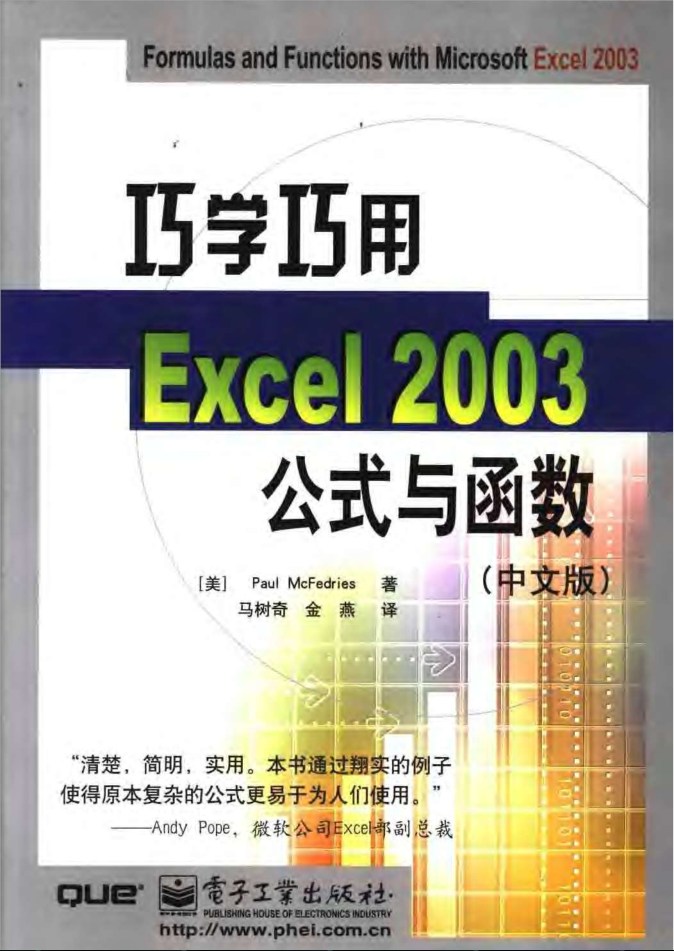 Formulas and Functions with Microsoft Excel 2003
巧学巧用
Excel 2003
公式与函数
（中文版）
[美] Paul McFedries 著
马树奇 金 燕 译
“清楚，简明，实用。本书通过翔实的例子
使得原本复杂的公式更易于为人们使用。”
——Andy Pope，微软公司Excel部副总裁
que®
電子工業出版社·
PUBLISHING HOUSE OF ELECTRONICS INDUSTRY
http://www.phei.com.cn